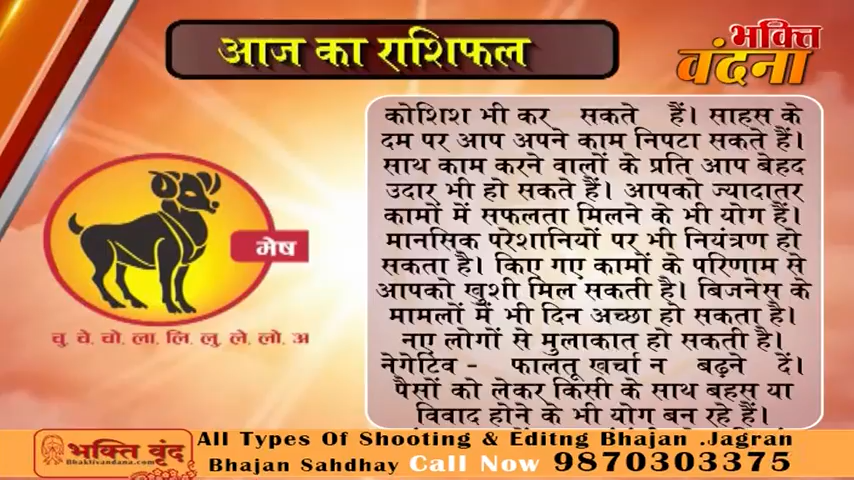 आज का राशिफल
भक्ति
वंदना
कोशिश भी कर सकते हैं। साहस के
दम पर आप अपने काम निपटा सकते हैं।
साथ काम करने वालों के प्रति आप बेहद
उदार भी हो सकते हैं। आपको ज्यादातर
कामों में सफलता मिलने के भी योग हैं।
मानसिक परेशानियों पर भी नियंत्रण हो
सकता है। किए गए कामों के परिणाम से
आपको खुशी मिल सकती है। बिजनेस के
मामलों में भी दिन अच्छा हो सकता है।
नए लोगों से मुलाकात हो सकती है।
नेगेटिव - फालतू खर्चा न बढ़ने दें।
पैसों को लेकर किसी के साथ बहस या
विवाद होने के भी योग बन रहे हैं।
मेष
चु, चे, चो, ला, लि, लु, ले, लो, अ
भक्ति वृंद
Bhaktivandana.com
All Types Of Shooting & Editng Bhajan .Jagran
Bhajan Sahdhay Call Now 9870303375